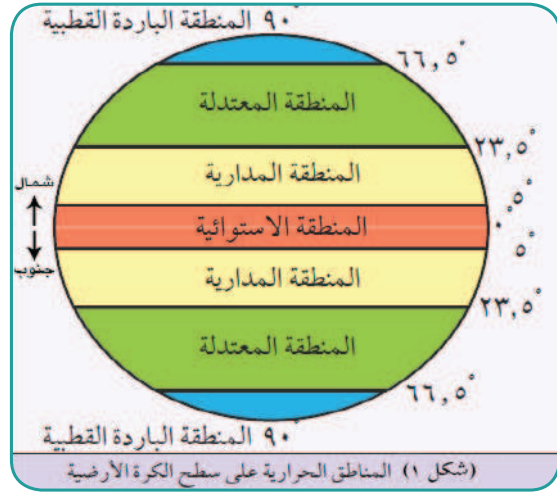 ٩٠° المنطقة الباردة القطبية
٦٦,٥°
المنطقة المعتدلة
٢٣,٥°
المنطقة المدارية
شمال
٥°
المنطقة الاستوائية
٠°
٥°
جنوب
المنطقة المدارية
٢٣,٥°
المنطقة المعتدلة
٦٦,٥°
٩٠° المنطقة الباردة القطبية
(شكل ١) المناطق الحرارية على سطح الكرة الأرضية